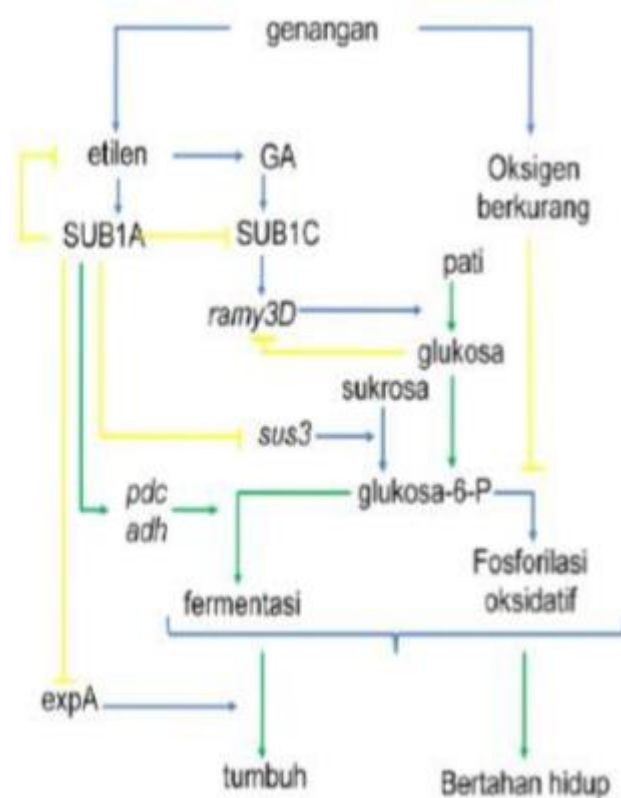 genangan
etilen
GA
Oksigen
berkurang
SUB1A
SUB1C
pati
ramy3D
glukosa
sukrosa
sus3
pdc
adh
glukosa-6-P
fermentasi
Fosforilasi
oksidatif
expA
tumbuh
Bertahan hidup